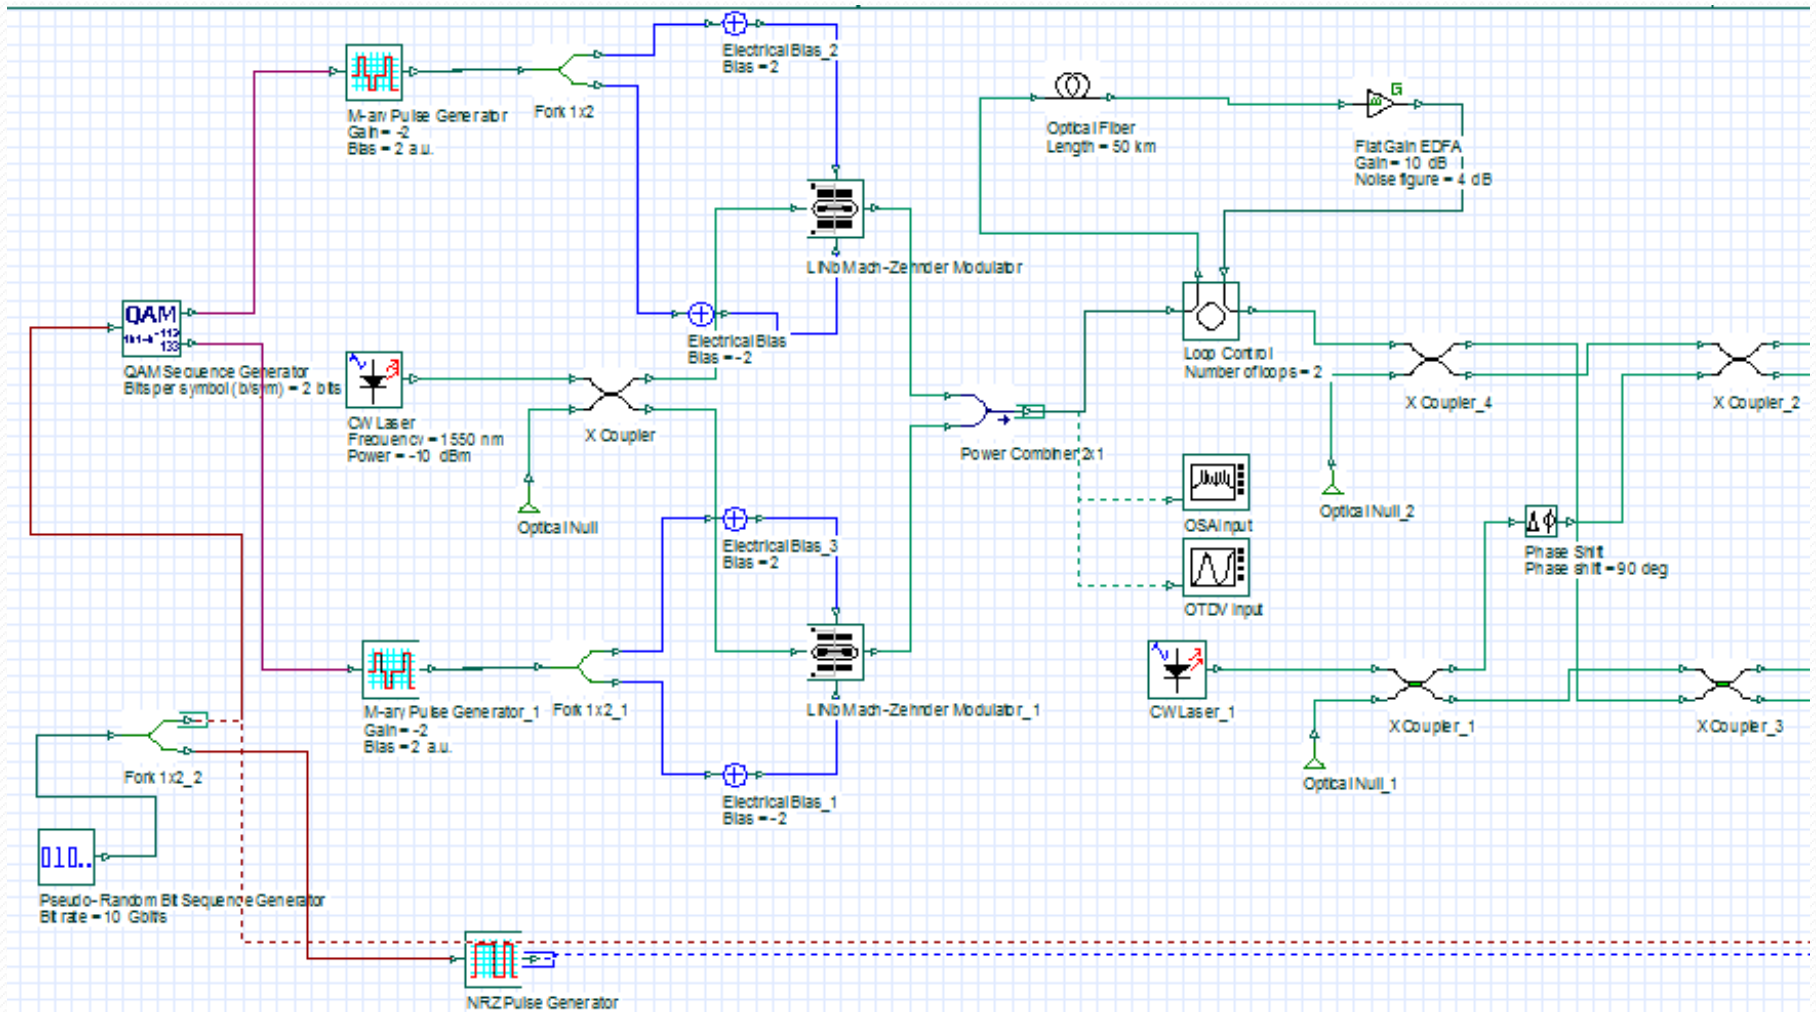 Electrical Bias_2
Bias = 2
M-ary Pulse Generator
Gain = -2
Bias = 2 a.u.
Fork 1x2
Optical Fiber
Length = 50 km
G
Flat Gain EDFA
Gain = 10 dB
Noise figure = 4 dB
LiNb Mach-Zehnder Modulator
QAM
133
QAM Sequence Generator
Bits per symbol (b/sym) = 2 bits
Electrical Bias
Bias = -2
Loop Control
Number of loops = 2
CW Laser
Frequency = 1550 nm
Power = -10 dBm
X Coupler
X Coupler_4
X Coupler_2
Power Combiner 2x1
Optical Null
OSA Input
Optical Null_2
Electrical Bias_3
Bias = 2
Phase Shift
Phase shift = 90 deg
OTDV Input
M-ary Pulse Generator_1
Gain = -2
Bias = 2 a.u.
Fork 1x2_1
LiNb Mach-Zehnder Modulator_1
CW Laser_1
X Coupler_1
X Coupler_3
Fork 1x2_2
Optical Null_1
Electrical Bias_1
Bias = -2
010..
Pseudo-Random Bit Sequence Generator
Bit rate = 10 Gbit/s
NRZ Pulse Generator